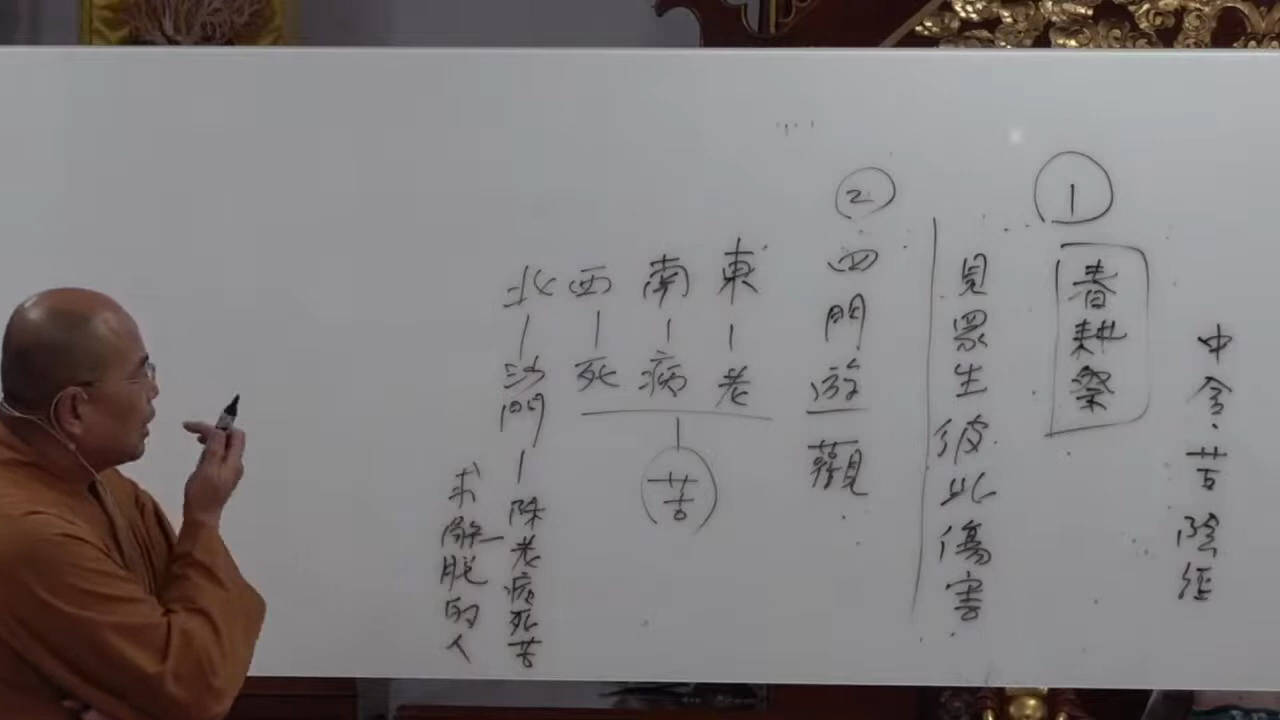 中含·苦陰經
1
春耕祭
見眾生彼此傷害
2
四門遊觀
東－老
南－病
西－死
苦
北－沙門－除老病死苦
求解脫的人